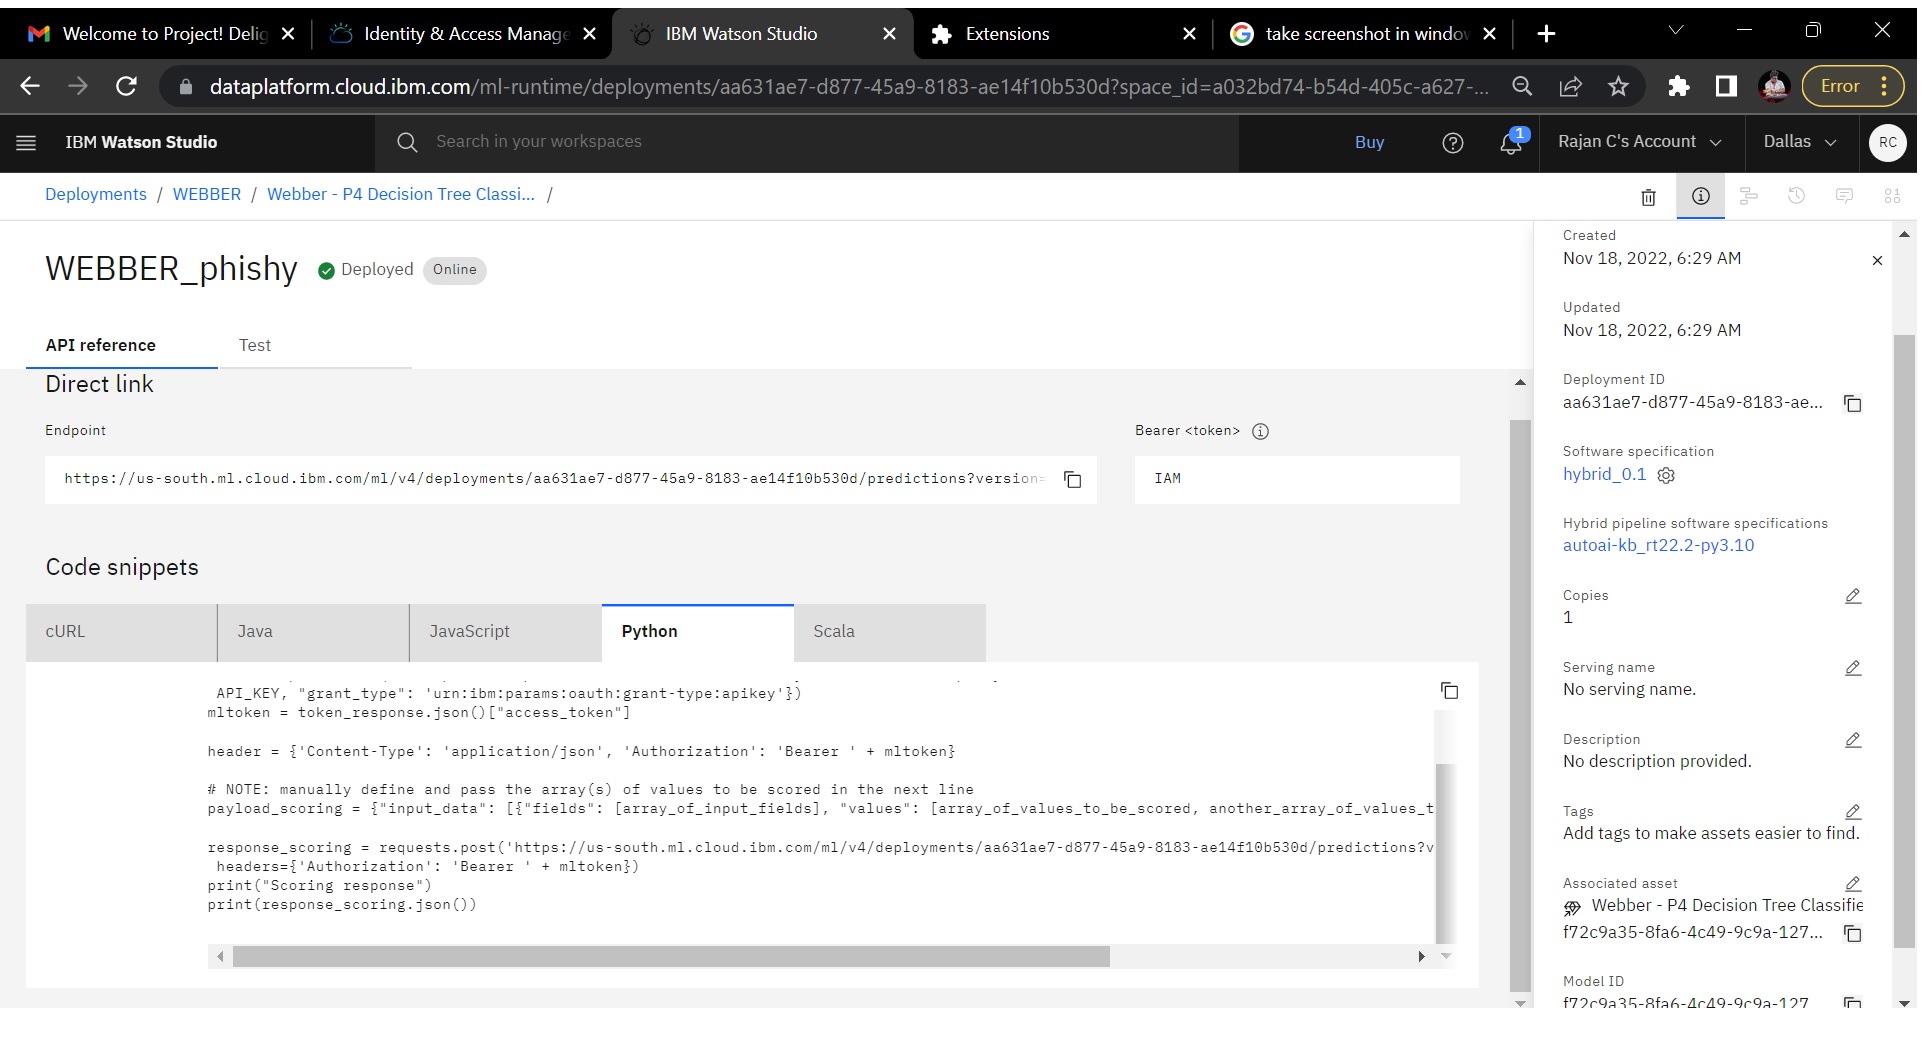 Welcome to Project! Delig
Identity & Access Manage
IBM Watson Studio
Extensions
take screenshot in windov
dataplatform.cloud.ibm.com/ml-runtime/deployments/aa631ae7-d877-45a9-8183-ae14f10b530d?space_id=a032bd74-b54d-405c-a627-...
Error
IBM Watson Studio
Search in your workspaces
Buy
1
Rajan C's Account
Dallas
RC
Deployments / WEBBER / Webber - P4 Decision Tree Classi... /
WEBBER_phishy
Deployed
Online
API reference
Test
Direct link
Endpoint
Bearer <token>
https://us-south.ml.cloud.ibm.com/ml/v4/deployments/aa631ae7-d877-45a9-8183-ae14f10b530d/predictions?version=
IAM
Code snippets
cURL
Java
JavaScript
Python
Scala
API_KEY, "grant_type": 'urn:ibm:params:oauth:grant-type:apikey'})
mltoken = token_response.json()["access_token"]
header = {'Content-Type': 'application/json', 'Authorization': 'Bearer ' + mltoken}
# NOTE: manually define and pass the array(s) of values to be scored in the next line
payload_scoring = {"input_data": [{"fields": [array_of_input_fields], "values": [array_of_values_to_be_scored, another_array_of_values_t
response_scoring = requests.post('https://us-south.ml.cloud.ibm.com/ml/v4/deployments/aa631ae7-d877-45a9-8183-ae14f10b530d/predictions?v
headers={'Authorization': 'Bearer ' + mltoken})
print("Scoring response")
print(response_scoring.json())
Created
Nov 18, 2022, 6:29 AM
Updated
Nov 18, 2022, 6:29 AM
Deployment ID
aa631ae7-d877-45a9-8183-ae...
Software specification
hybrid_0.1
Hybrid pipeline software specifications
autoai-kb_rt22.2-py3.10
Copies
1
Serving name
No serving name.
Description
No description provided.
Tags
Add tags to make assets easier to find.
Associated asset
Webber - P4 Decision Tree Classifie
f72c9a35-8fa6-4c49-9c9a-127...
Model ID
f72c9a35-8fa6-4c49-9c9a-127